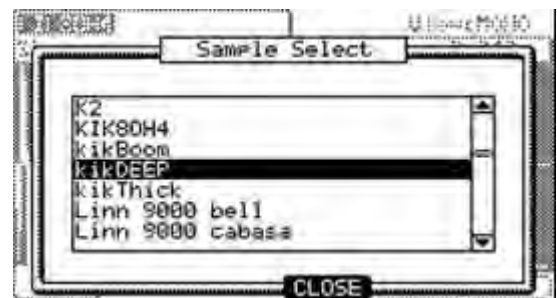 Sample Select
K2
KIK80H4
kikBoom
kikDEEP
kikThick
Linn 9000 bell
Linn 9000 cabasa
CLOSE